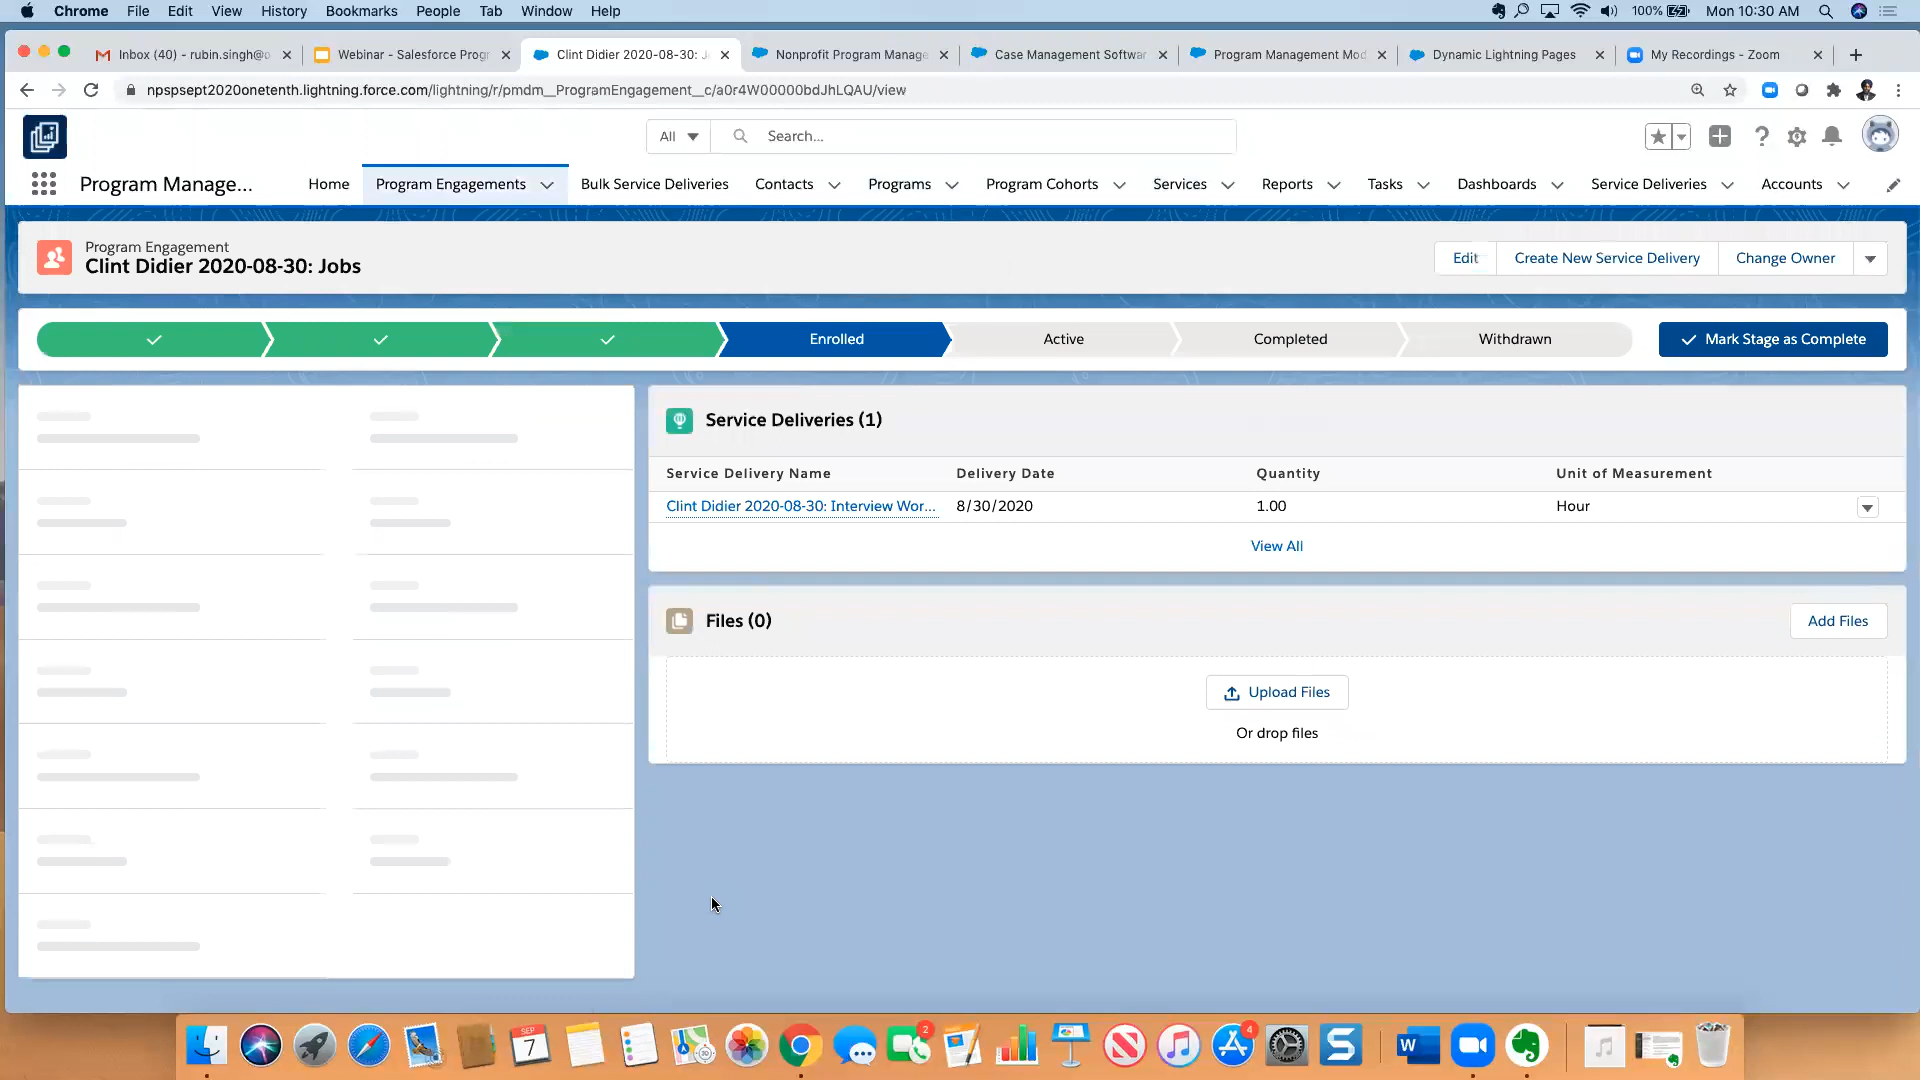 Chrome File Edit View History Bookmarks People Tab Window Help 100% Mon 10:30 AM
Inbox (40) - rubin.singh@o Webinar - Salesforce Progr Clint Didier 2020-08-30: J Nonprofit Program Manage Case Management Softwar Program Management Mod Dynamic Lightning Pages My Recordings - Zoom
npspsept2020onetenth.lightning.force.com/lightning/r/pmdm__ProgramEngagement__c/a0r4W00000bdJhLQAU/view
All Search...
Program Manage... Home Program Engagements Bulk Service Deliveries Contacts Programs Program Cohorts Services Reports Tasks Dashboards Service Deliveries Accounts
Program Engagement
Clint Didier 2020-08-30: Jobs
Edit Create New Service Delivery Change Owner
Enrolled Active Completed Withdrawn Mark Stage as Complete
Service Deliveries (1)
Service Delivery Name Delivery Date Quantity Unit of Measurement
Clint Didier 2020-08-30: Interview Wor... 8/30/2020 1.00 Hour
View All
Files (0)
Add Files
Upload Files
Or drop files
SEP
7
2
4
W
S